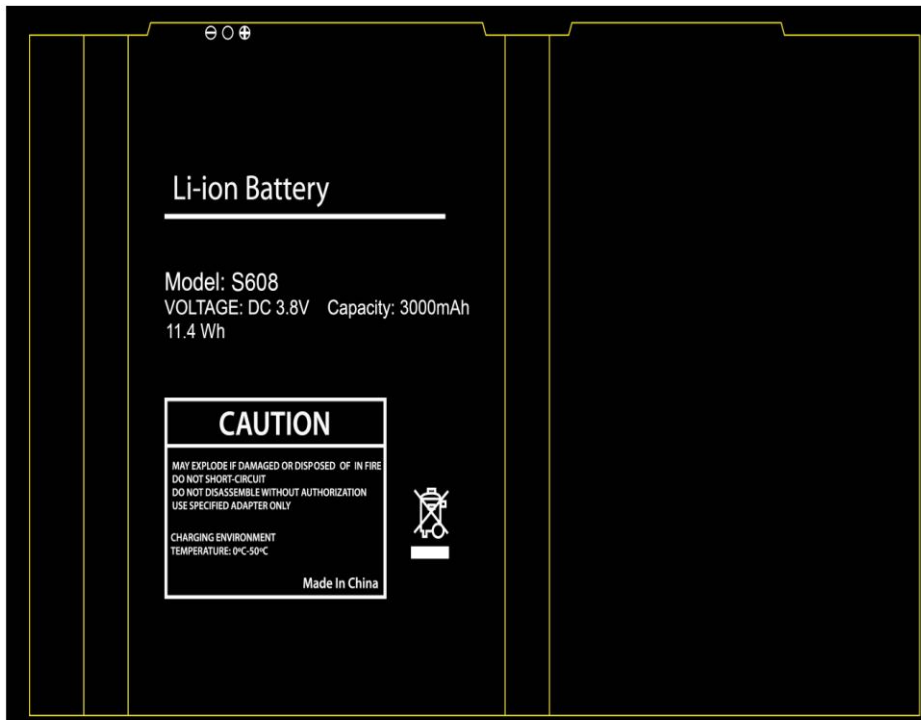 Li-ion Battery
Model: S608
VOLTAGE: DC 3.8V Capacity: 3000mAh
11.4 Wh
CAUTION
MAY EXPLODE IF DAMAGED OR DISPOSED OF IN FIRE
DO NOT SHORT-CIRCUIT
DO NOT DISASSEMBLE WITHOUT AUTHORIZATION
USE SPECIFIED ADAPTER ONLY
CHARGING ENVIRONMENT
TEMPERATURE: 0ºC-50ºC
Made In China